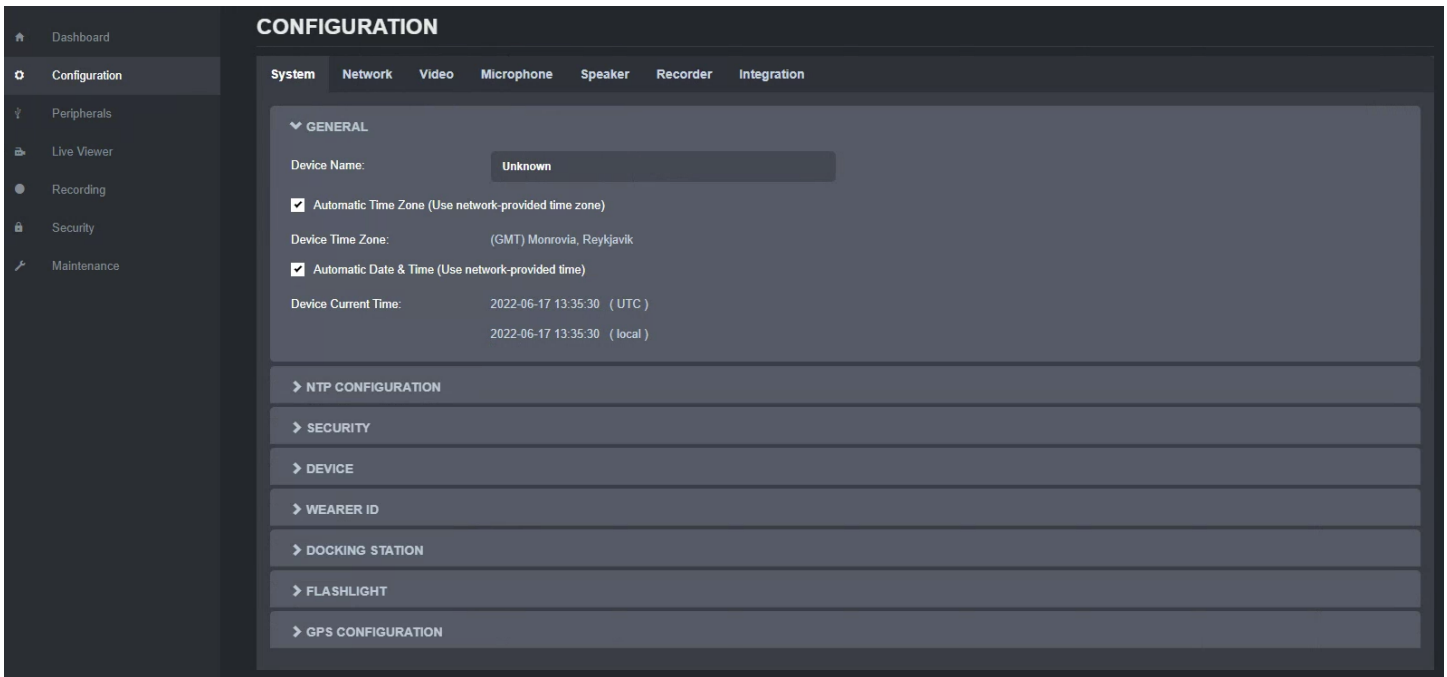 Dashboard
Configuration
Peripherals
Live Viewer
Recording
Security
Maintenance
CONFIGURATION
System Network Video Microphone Speaker Recorder Integration
GENERAL
Device Name: Unknown
Automatic Time Zone (Use network-provided time zone)
Device Time Zone: (GMT) Monrovia, Reykjavik
Automatic Date & Time (Use network-provided time)
Device Current Time: 2022-06-17 13:35:30 ( UTC )
2022-06-17 13:35:30 ( local )
NTP CONFIGURATION
SECURITY
DEVICE
WEARER ID
DOCKING STATION
FLASHLIGHT
GPS CONFIGURATION